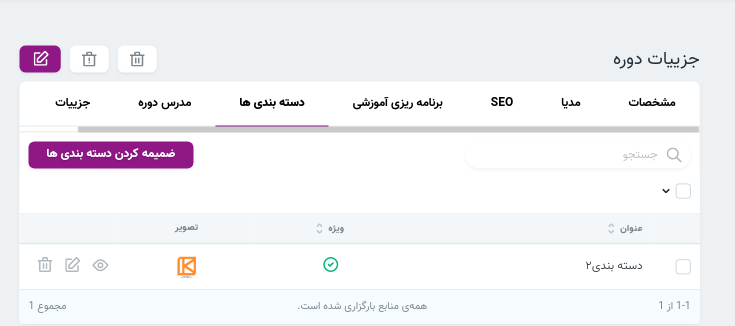 جزییات دوره
مشخصات مدیا SEO برنامه ریزی آموزشی دسته بندی ها مدرس دوره جزییات
جستجو ضمیمه کردن دسته بندی ها
عنوان ویژه تصویر
دسته بندی۲
1-1 از 1 همه‌ی منابع بارگزاری شده است. مجموع 1